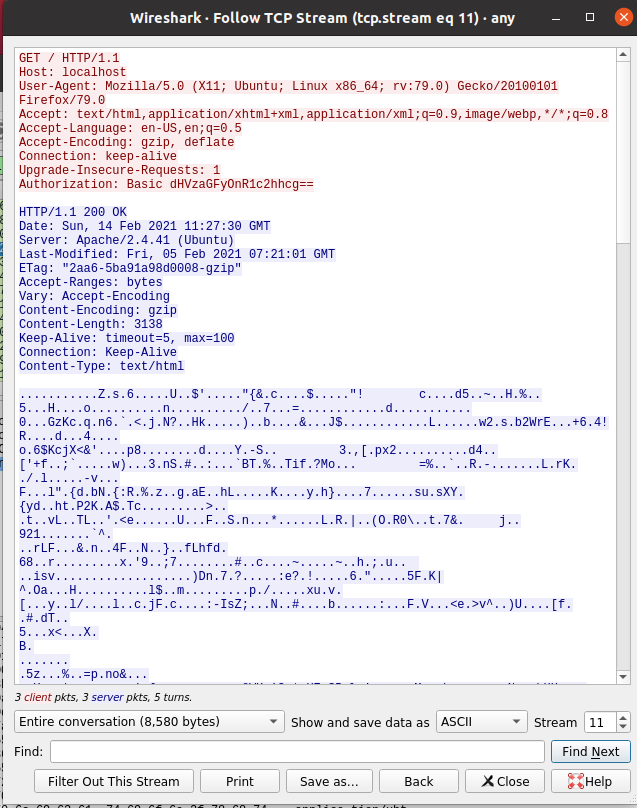 Wireshark · Follow TCP Stream (tcp.stream eq 11) · any
GET / HTTP/1.1
Host: localhost
User-Agent: Mozilla/5.0 (X11; Ubuntu; Linux x86_64; rv:79.0) Gecko/20100101
Firefox/79.0
Accept: text/html,application/xhtml+xml,application/xml;q=0.9,image/webp,*/*;q=0.8
Accept-Language: en-US,en;q=0.5
Accept-Encoding: gzip, deflate
Connection: keep-alive
Upgrade-Insecure-Requests: 1
Authorization: Basic dHVzaGFyOnR1c2hhcg==
HTTP/1.1 200 OK
Date: Sun, 14 Feb 2021 11:27:30 GMT
Server: Apache/2.4.41 (Ubuntu)
Last-Modified: Fri, 05 Feb 2021 07:21:01 GMT
ETag: "2aa6-5ba91a98d0008-gzip"
Accept-Ranges: bytes
Vary: Accept-Encoding
Content-Encoding: gzip
Content-Length: 3138
Keep-Alive: timeout=5, max=100
Connection: Keep-Alive
Content-Type: text/html
...........Z.s.6.....U..$'....."{&.c....$....."! c....d5..~..H.%..
5...H....o..........n........../../..7...=............d...........
0...GzKc.q.n6.`.<.j.N?..Hk.....)..b....&...J$............L......w2.s.b2WrE...+6.4!
R....d...4....
o.6$KcjX<&'....p8........d....Y.-S.. 3.,[.px2..........d4..
['+f..;`.....w)...3.nS.#..:...`BT.%..Tif.?Mo... =%..`..R.-.......L.rK.
./.l.....-v...
F...l".{d.bN.{:R.%.z..g.aE..hL.....K....y.h}....7......su.sXY.
{yd..ht.P2K.A$.Tc.........>..
.t..vL..TL..'.<e......U...F..S.n...*......L.R.|..(O.R0\..t.7&. j..
921.......`^.
..rLF...&.n..4F..N..}..fLhfd.
68..r.........x.'9..;7........#..c....~.....~..h.;.u..
..isv...................)Dn.7.?.....:e?.!.....6.".....5F.K|
^.Oa...H..........l$..m.........p./.....xu.v.
[...y..l/....l..c.jF.c....:-IsZ;...N..#....b......:...F.V...<e.>v^..)U....[f.
.#.dT..
5...x<...X.
B.
.......
.5z...%..=p.no&...
3 client pkts, 3 server pkts, 5 turns.
Entire conversation (8,580 bytes) Show and save data as ASCII Stream 11
Find: Find Next
Filter Out This Stream Print Save as… Back Close Help